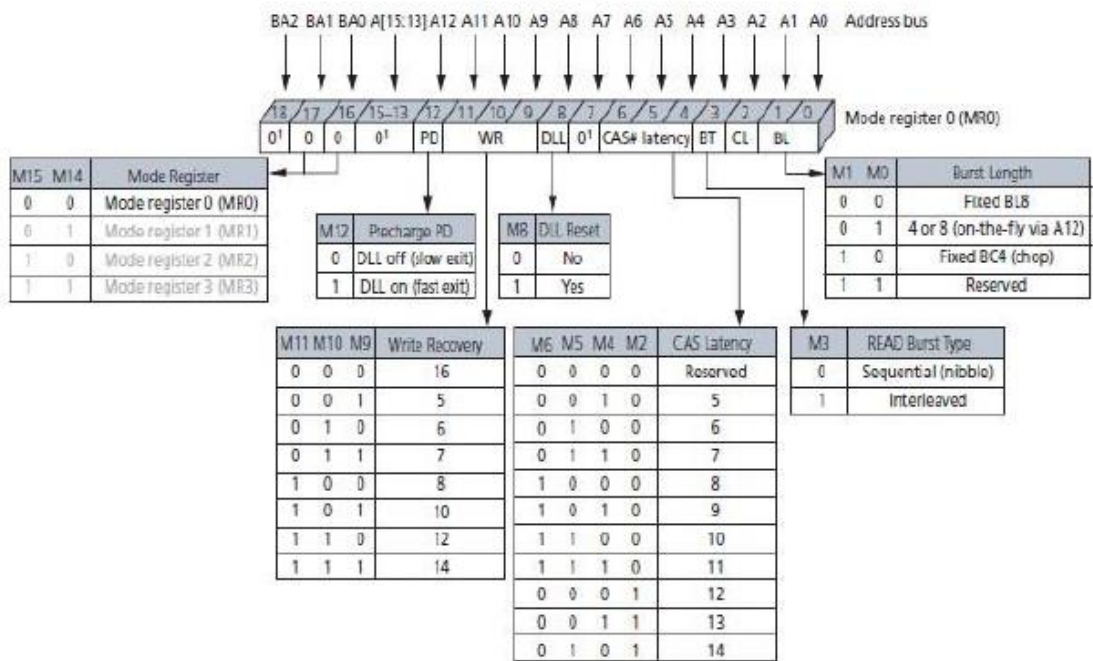 BA2 BA1 BA0 A[15:13] A12 A11 A10 A9 A8 A7 A6 A5 A4 A3 A2 A1 A0 Address bus
18 17 16 15–13 12 11 10 9 8 7 6 5 4 3 2 1 0 Mode register 0 (MR0)
0¹ 0 0 0¹ PD WR DLL 0¹ CAS# latency BT CL BL
M15 M14 Mode Register
0 0 Mode register 0 (MR0)
0 1 Mode register 1 (MR1)
1 0 Mode register 2 (MR2)
1 1 Mode register 3 (MR3)
M12 Precharge PD
0 DLL off (slow exit)
1 DLL on (fast exit)
M8 DLL Reset
0 No
1 Yes
M1 M0 Burst Length
0 0 Fixed BL8
0 1 4 or 8 (on-the-fly via A12)
1 0 Fixed BC4 (chop)
1 1 Reserved
M11 M10 M9 Write Recovery
0 0 0 16
0 0 1 5
0 1 0 6
0 1 1 7
1 0 0 8
1 0 1 10
1 1 0 12
1 1 1 14
M6 M5 M4 M2 CAS Latency
0 0 0 0 Reserved
0 0 1 0 5
0 1 0 0 6
0 1 1 0 7
1 0 0 0 8
1 0 1 0 9
1 1 0 0 10
1 1 1 0 11
0 0 0 1 12
0 0 1 1 13
0 1 0 1 14
M3 READ Burst Type
0 Sequential (nibble)
1 Interleaved